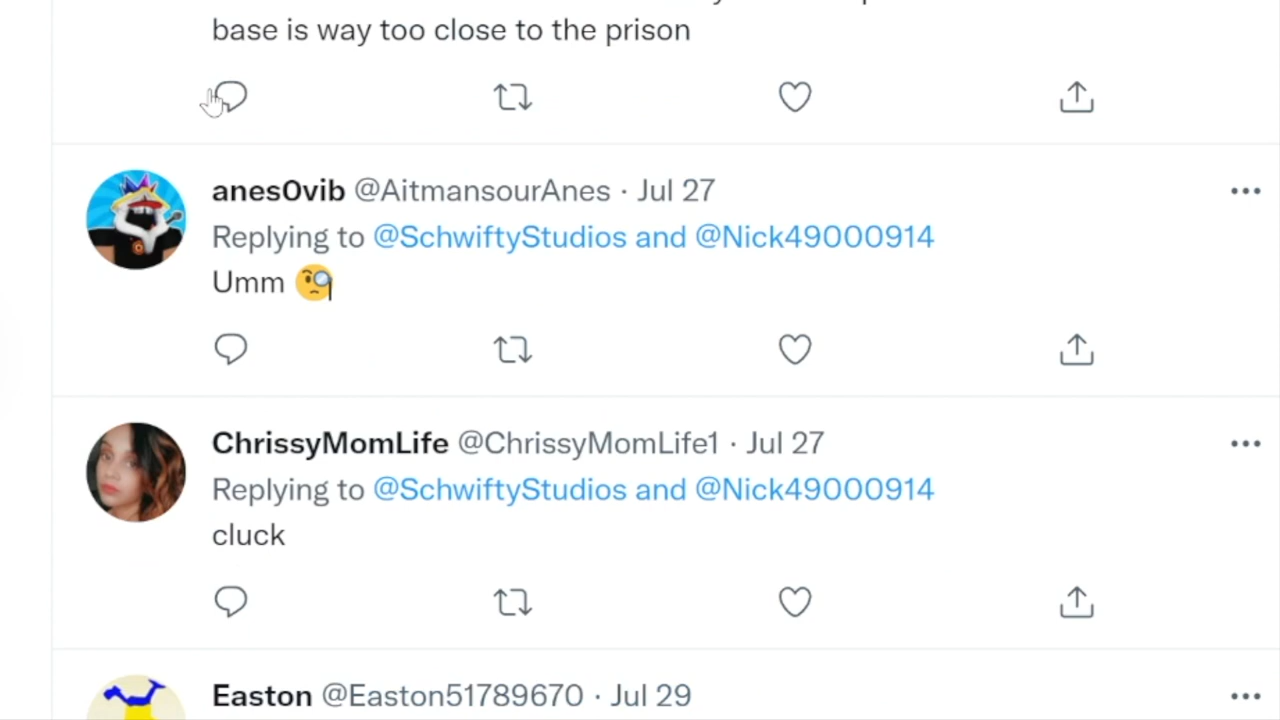 base is way too close to the prison
anes0vib @AitmansourAnes · Jul 27
Replying to @SchwiftyStudios and @Nick49000914
Umm 🧐
ChrissyMomLife @ChrissyMomLife1 · Jul 27
Replying to @SchwiftyStudios and @Nick49000914
cluck
Easton @Easton51789670 · Jul 29